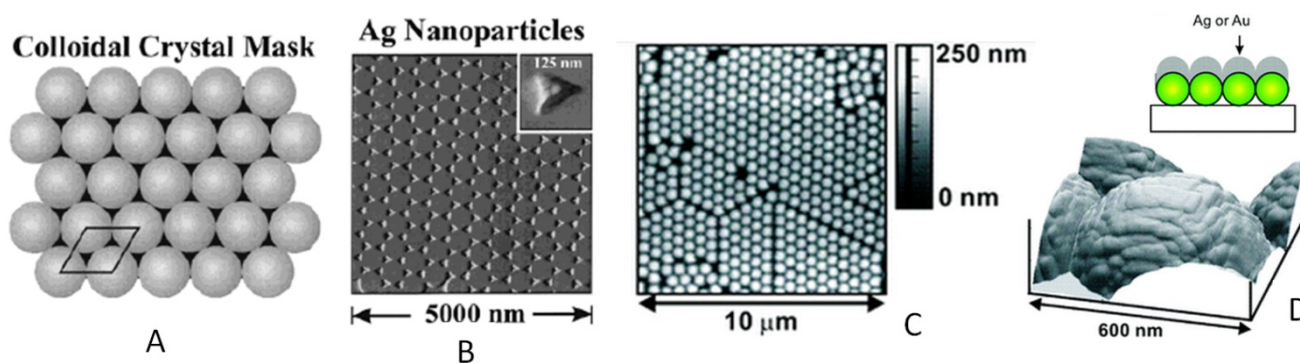 Colloidal Crystal Mask
A
Ag Nanoparticles
125 nm
5000 nm
B
250 nm
0 nm
10 μm
C
Ag or Au
600 nm
D